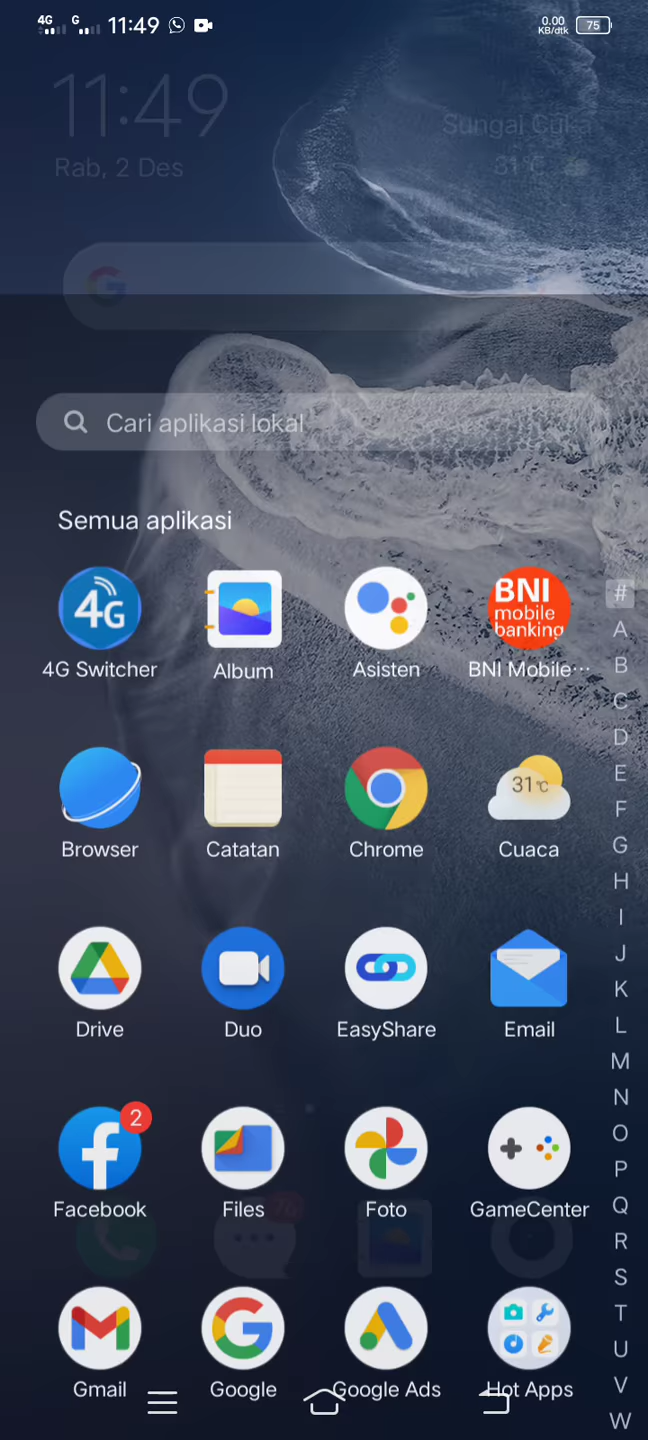 4G G 11:49 0.00 KB/dtk 75
11:49
Sungai Cuka
Rab, 2 Des 31°C
Cari aplikasi lokal
Semua aplikasi
4G BNI mobile banking
4G Switcher Album Asisten BNI Mobile···
31°C
Browser Catatan Chrome Cuaca
Drive Duo EasyShare Email
2
Facebook Files Foto GameCenter
76
Gmail Google Google Ads Hot Apps
#
A
B
C
D
E
F
G
H
I
J
K
L
M
N
O
P
Q
R
S
T
U
V
W